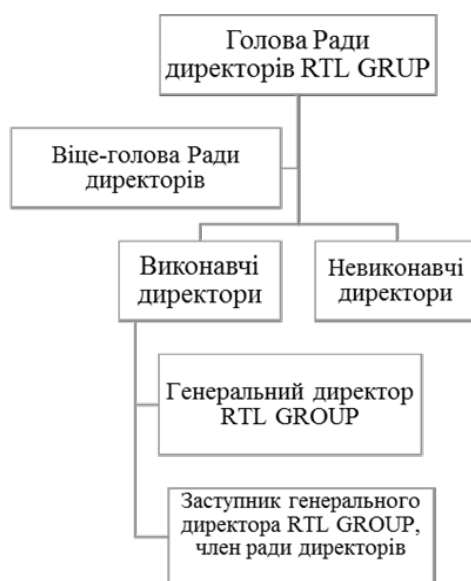 Голова Ради
директорів RTL GRUP
Віце-голова Ради
директорів
Виконавчі
директори
Невиконавчі
директори
Генеральний директор
RTL GROUP
Заступник генерального
директора RTL GROUP,
член ради директорів